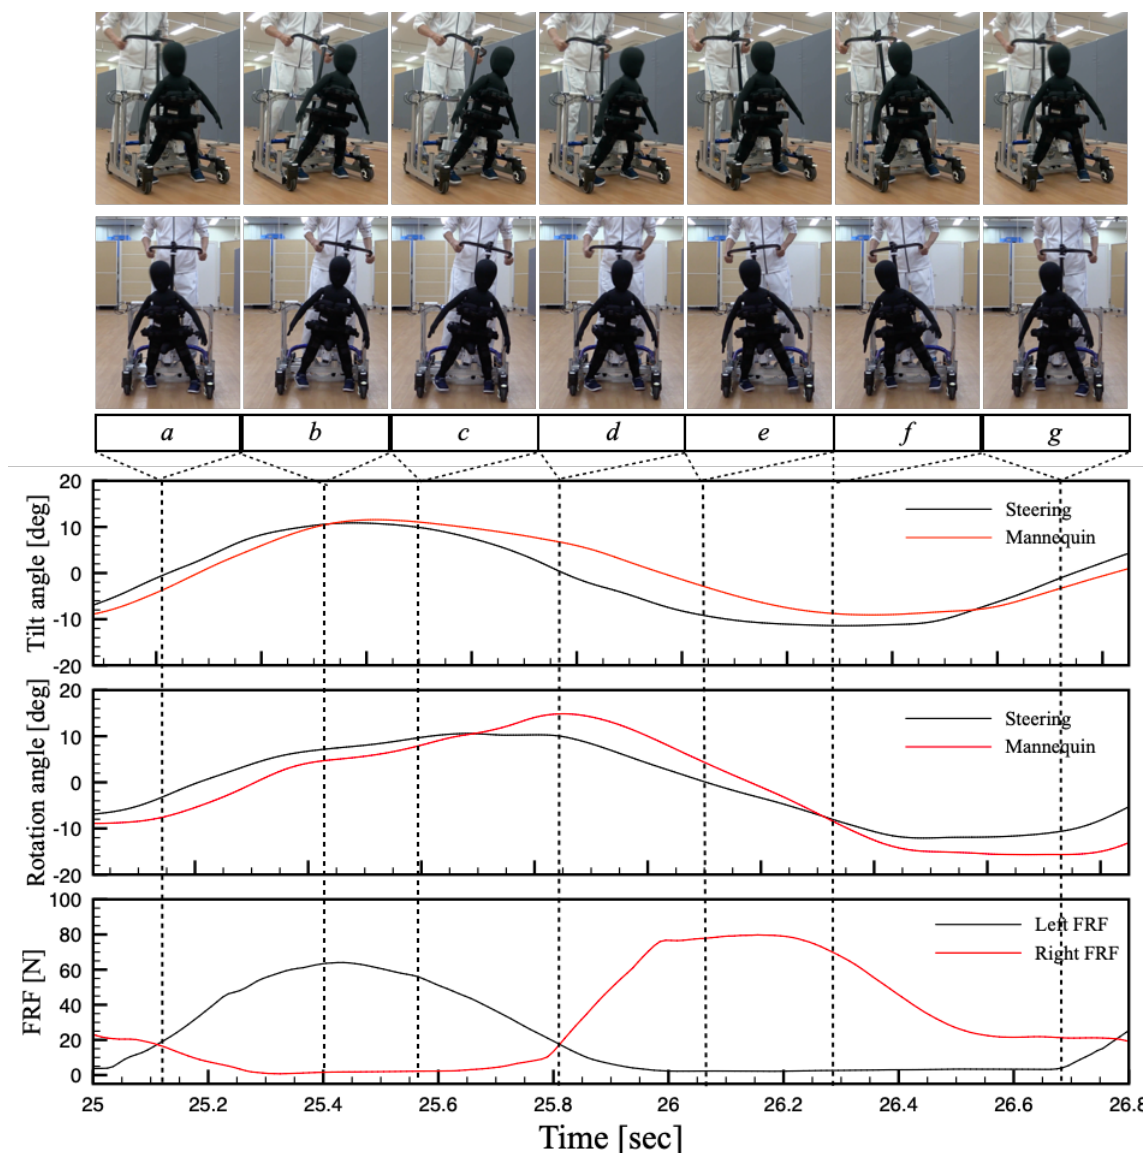 a b c d e f g
Tilt angle [deg]
20
10
0
-10
-20
Steering
Mannequin
Rotation angle [deg]
20
10
0
-10
-20
Steering
Mannequin
FRF [N]
100
80
60
40
20
0
Left FRF
Right FRF
25 25.2 25.4 25.6 25.8 26 26.2 26.4 26.6 26.8
Time [sec]